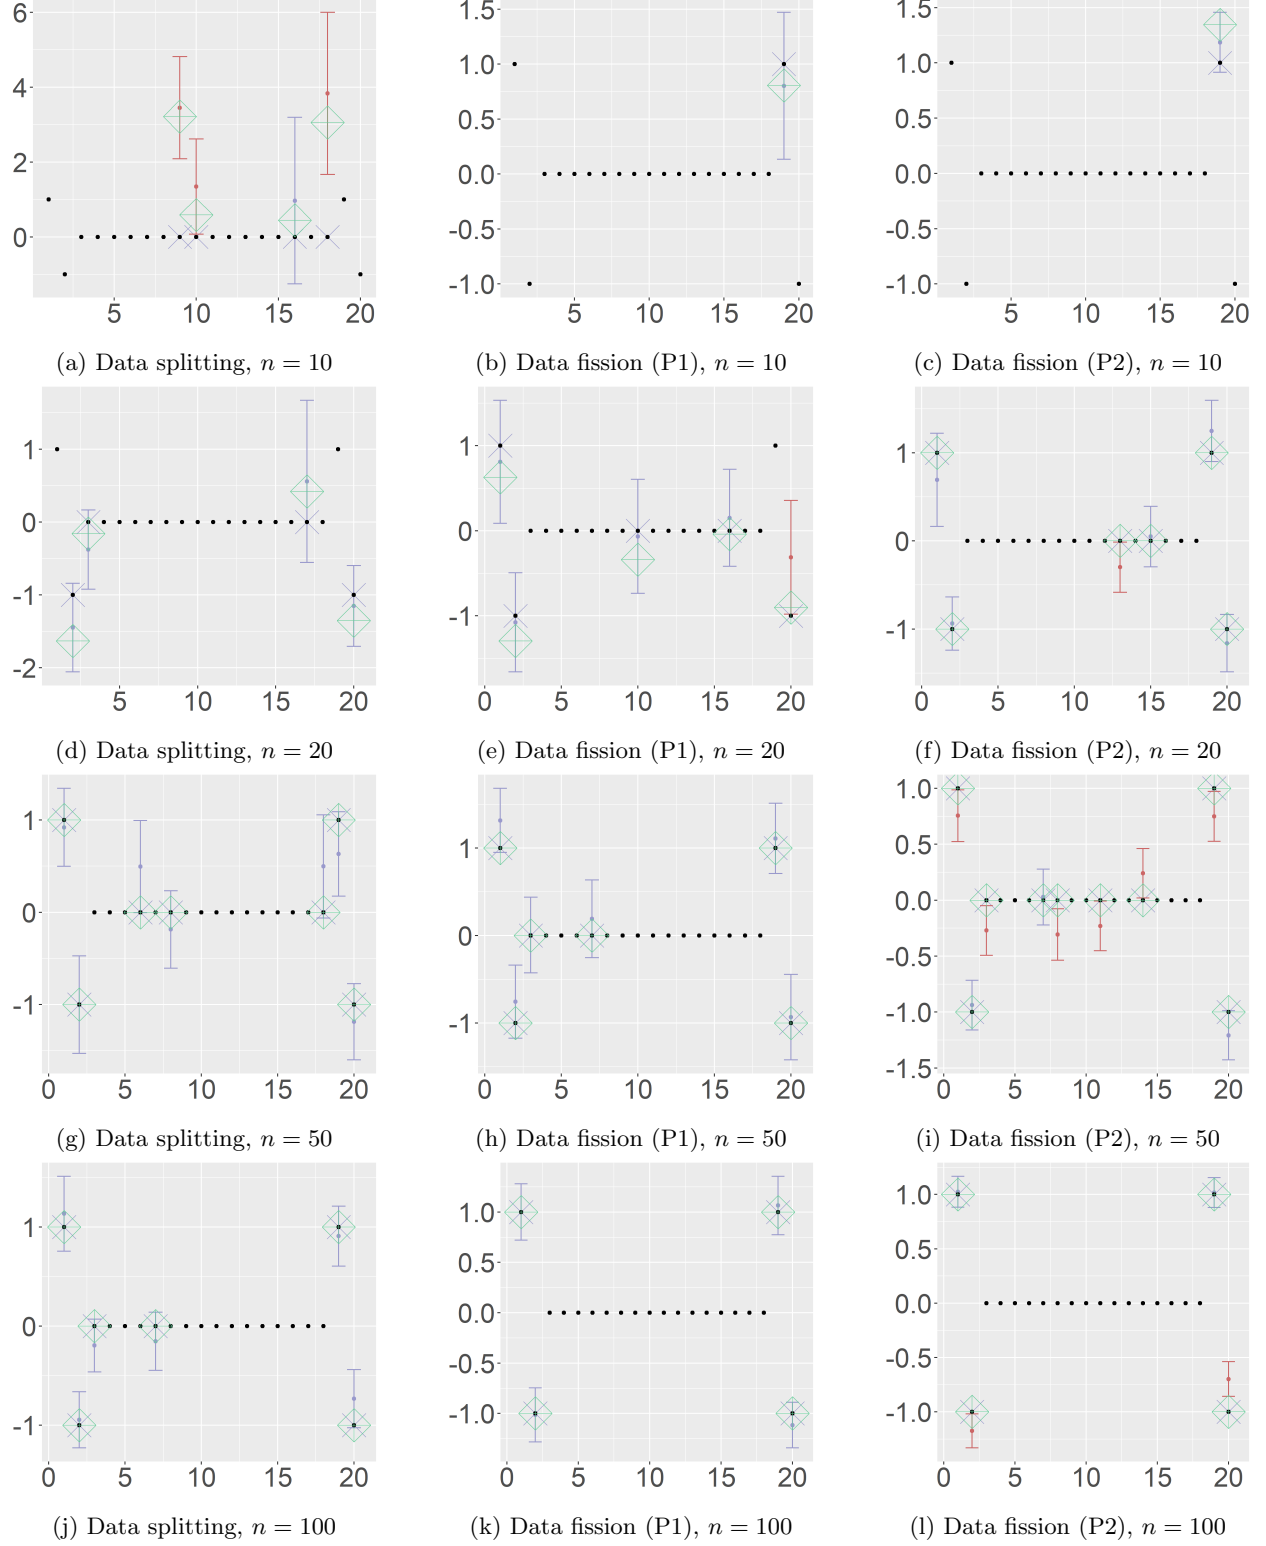 6
4
2
0
5 10 15 20
(a) Data splitting, n = 10
1.5
1.0
0.5
0.0
-0.5
-1.0
5 10 15 20
(b) Data fission (P1), n = 10
1.5
1.0
0.5
0.0
-0.5
-1.0
5 10 15 20
(c) Data fission (P2), n = 10
1
0
-1
-2
5 10 15 20
(d) Data splitting, n = 20
1
0
-1
0 5 10 15 20
(e) Data fission (P1), n = 20
1
0
-1
0 5 10 15 20
(f) Data fission (P2), n = 20
1
0
-1
0 5 10 15 20
(g) Data splitting, n = 50
1
0
-1
0 5 10 15 20
(h) Data fission (P1), n = 50
1.0
0.5
0.0
-0.5
-1.0
-1.5
0 5 10 15 20
(i) Data fission (P2), n = 50
1
0
-1
0 5 10 15 20
(j) Data splitting, n = 100
1.0
0.5
0.0
-0.5
-1.0
0 5 10 15 20
(k) Data fission (P1), n = 100
1.0
0.5
0.0
-0.5
-1.0
0 5 10 15 20
(l) Data fission (P2), n = 100